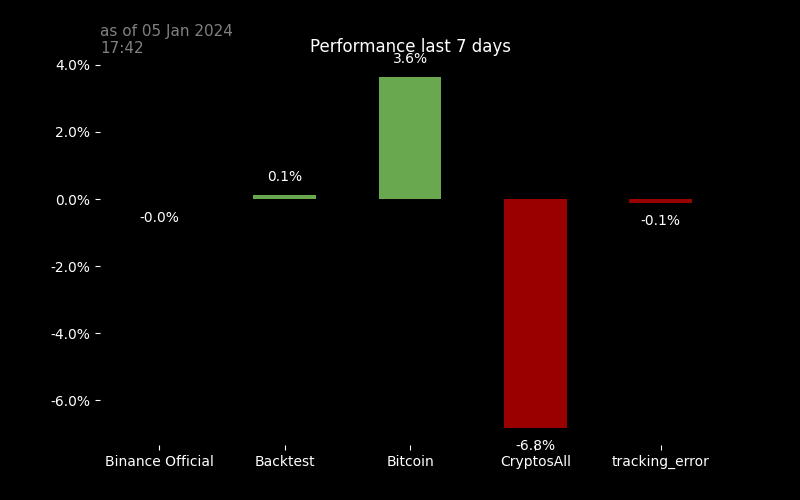 as of 05 Jan 2024
17:42
Performance last 7 days
4.0%
2.0%
0.0%
-2.0%
-4.0%
-6.0%
-0.0%
0.1%
3.6%
-6.8%
-0.1%
Binance Official
Backtest
Bitcoin
CryptosAll
tracking_error